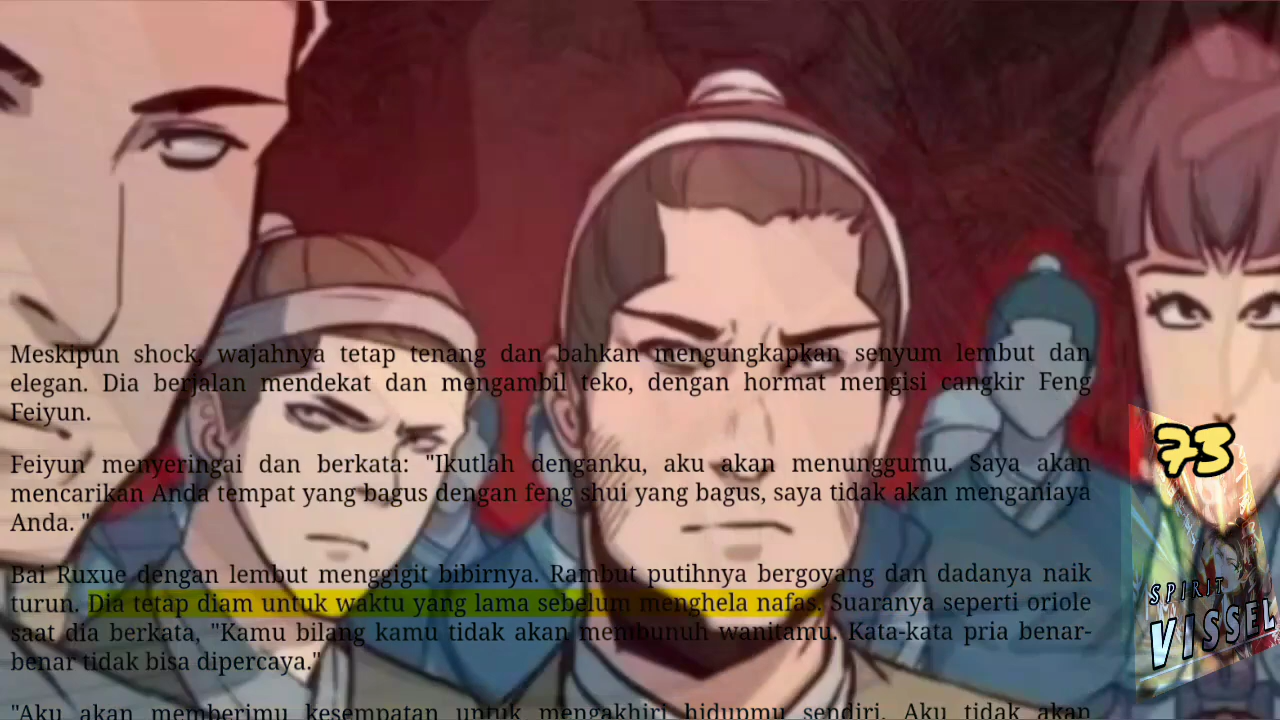 Meskipun shock, wajahnya tetap tenang dan bahkan mengungkapkan senyum lembut dan
elegan. Dia berjalan mendekat dan mengambil teko, dengan hormat mengisi cangkir Feng
Feiyun.
Feiyun menyeringai dan berkata: "Ikutlah denganku, aku akan menunggumu. Saya akan
mencarikan Anda tempat yang bagus dengan feng shui yang bagus, saya tidak akan menganiaya
Anda. "
Bai Ruxue dengan lembut menggigit bibirnya. Rambut putihnya bergoyang dan dadanya naik
turun. Dia tetap diam untuk waktu yang lama sebelum menghela nafas. Suaranya seperti oriole
saat dia berkata, "Kamu bilang kamu tidak akan membunuh wanitamu. Kata-kata pria benar-
benar tidak bisa dipercaya."
"Aku akan memberimu kesempatan untuk mengakhiri hidupmu sendiri. Aku tidak akan
73
SPIRIT
VISSEL